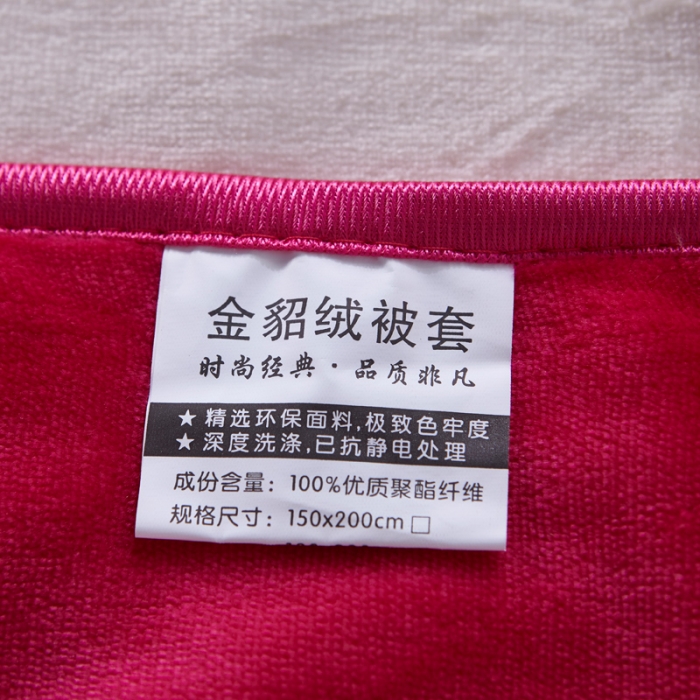 金貂绒被套
时尚经典·品质非凡
★ 精选环保面料,极致色牢度
★ 深度洗涤,已抗静电处理
成份含量：100%优质聚酯纤维
规格尺寸：150x200cm□